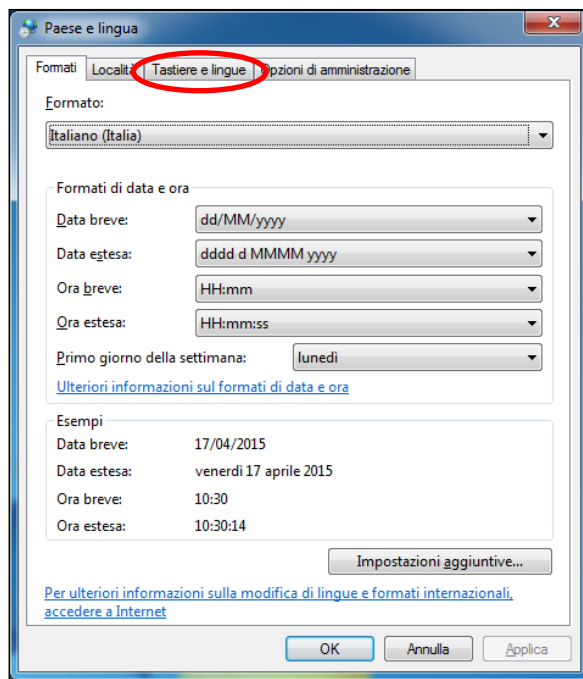 Paese e lingua
Formati Località Tastiere e lingue Opzioni di amministrazione
Formato:
Italiano (Italia)
Formati di data e ora
Data breve: dd/MM/yyyy
Data estesa: dddd d MMMM yyyy
Ora breve: HH:mm
Ora estesa: HH:mm:ss
Primo giorno della settimana: lunedì
Ulteriori informazioni sul formati di data e ora
Esempi
Data breve: 17/04/2015
Data estesa: venerdì 17 aprile 2015
Ora breve: 10:30
Ora estesa: 10:30:14
Impostazioni aggiuntive...
Per ulteriori informazioni sulla modifica di lingue e formati internazionali,
accedere a Internet
OK Annulla Applica